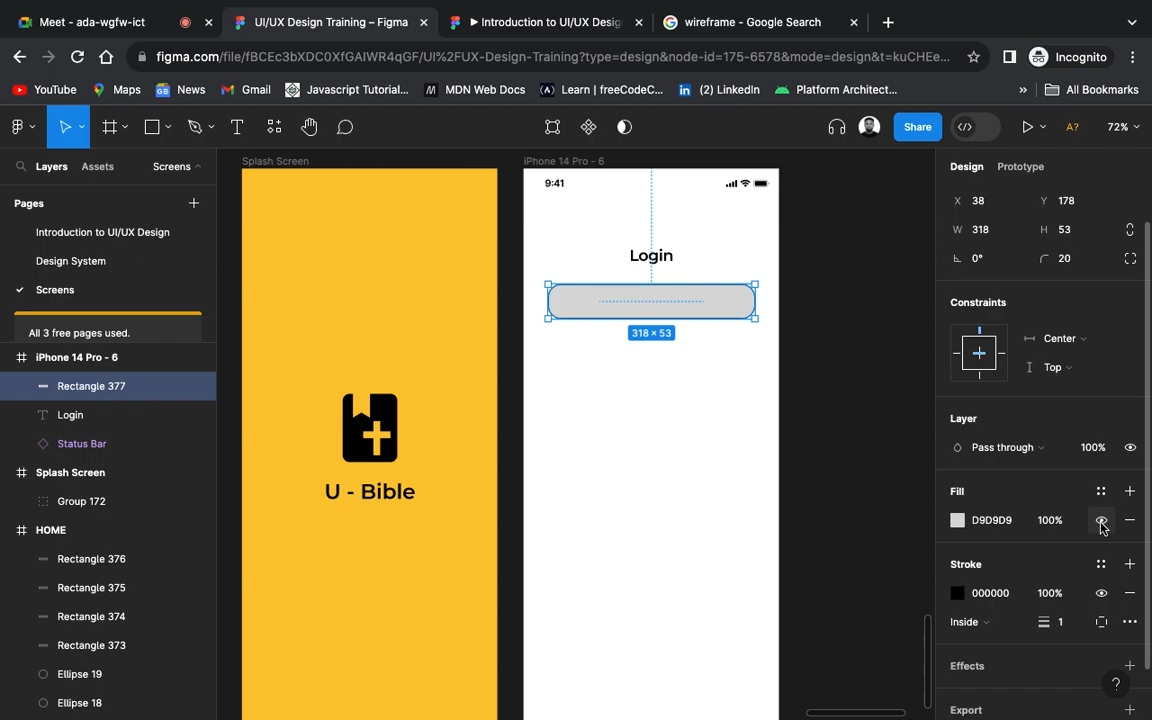 Meet - ada-wgfw-ict
UI/UX Design Training – Figma
▶ Introduction to UI/UX Desig
wireframe - Google Search
figma.com/file/fBCEc3bXDC0XfGAIWR4qGF/UI%2FUX-Design-Training?type=design&node-id=175-6578&mode=design&t=kuCHEe...
Incognito
YouTube
Maps
News
Gmail
Javascript Tutorial...
MDN Web Docs
Learn | freeCodeC...
(2) LinkedIn
Platform Architect...
»
All Bookmarks
Share
A?
72%
Layers
Assets
Screens
Pages
Introduction to UI/UX Design
Design System
Screens
All 3 free pages used.
iPhone 14 Pro - 6
Rectangle 377
Login
Status Bar
Splash Screen
Group 172
HOME
Rectangle 376
Rectangle 375
Rectangle 374
Rectangle 373
Ellipse 19
Ellipse 18
Splash Screen
U - Bible
iPhone 14 Pro - 6
9:41
Login
318 × 53
Design
Prototype
X 38 Y 178
W 318 H 53
0° 20
Constraints
Center
Top
Layer
Pass through 100%
Fill
D9D9D9 100%
Stroke
000000 100%
Inside 1
Effects
?
Export